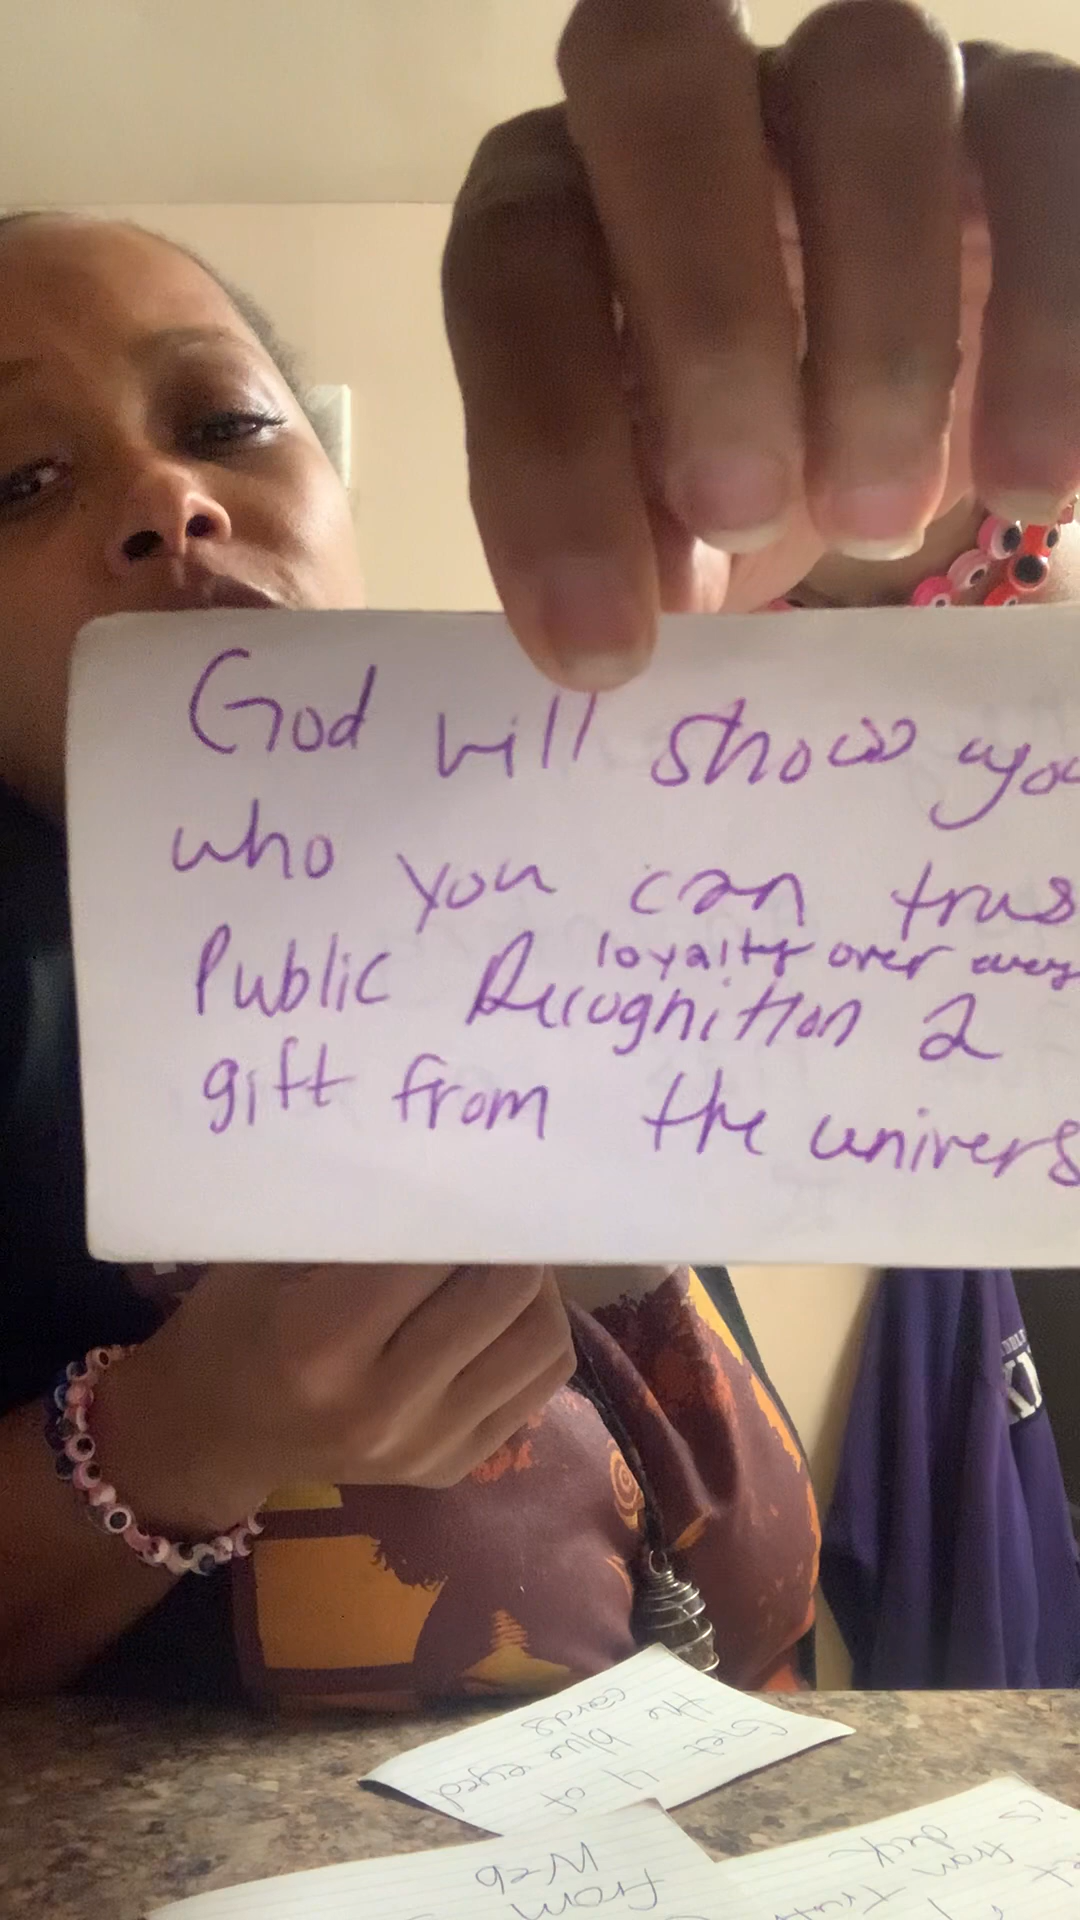 God will show you
who you can trus
loyalty over every
Public Recognition a
gift from the univers
Get 4 of
the blue eyed
cards
from
Web
deck